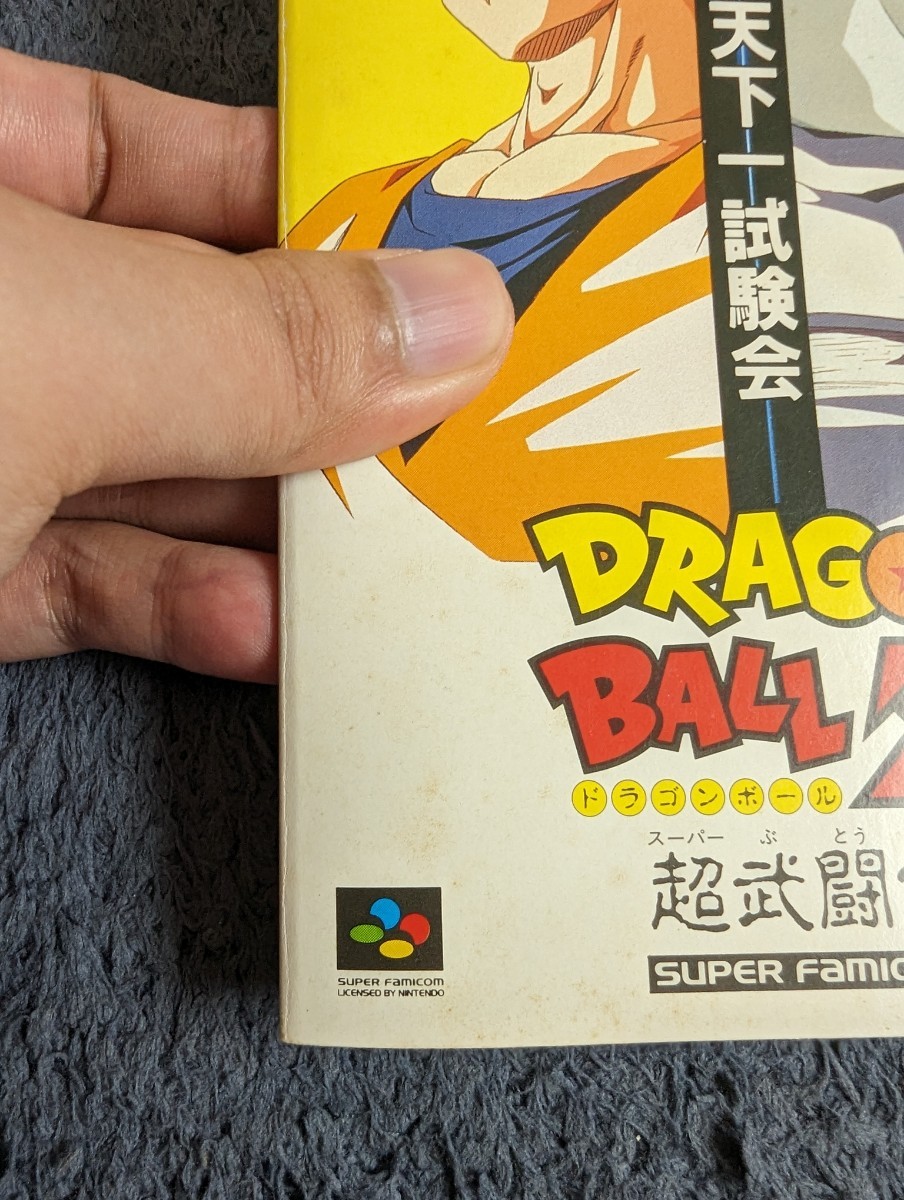 天下一試験会
DRAGO
BALL Z
ドラゴンボール
スーパー ぶ とう
超武闘
SUPER FAMICOM
LICENSED BY NINTENDO
SUPER FAMIC